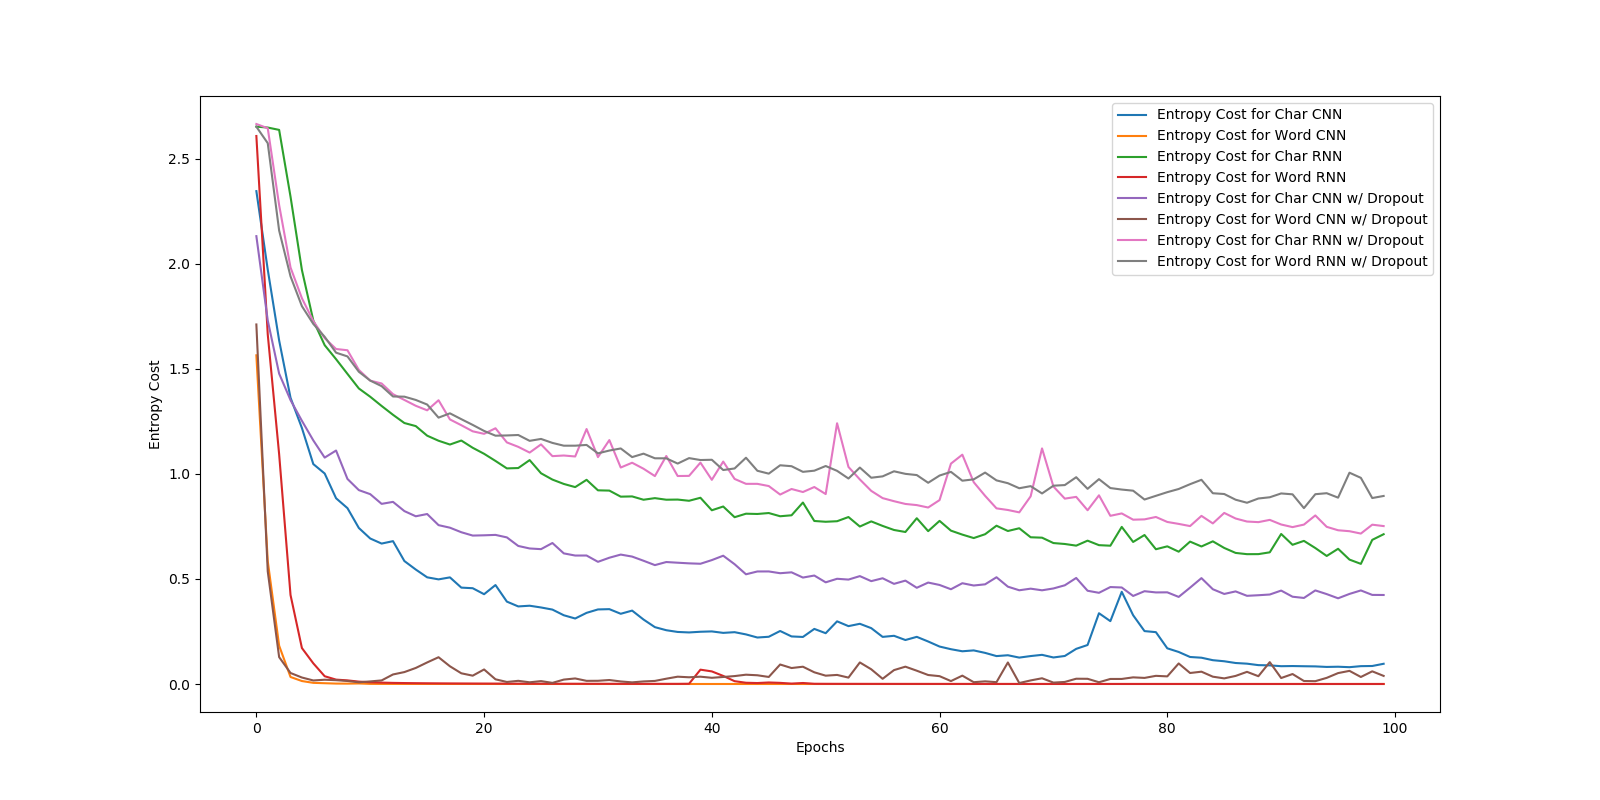 Entropy Cost for Char CNN
Entropy Cost for Word CNN
Entropy Cost for Char RNN
Entropy Cost for Word RNN
Entropy Cost for Char CNN w/ Dropout
Entropy Cost for Word CNN w/ Dropout
Entropy Cost for Char RNN w/ Dropout
Entropy Cost for Word RNN w/ Dropout
2.5
2.0
1.5
1.0
0.5
0.0
Entropy Cost
0 20 40 60 80 100
Epochs